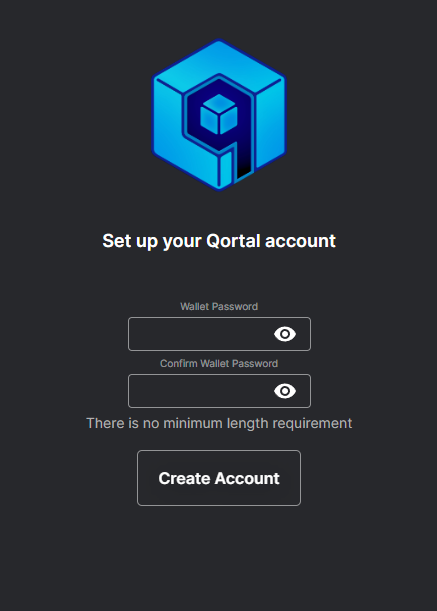 Set up your Qortal account
Wallet Password
Confirm Wallet Password
There is no minimum length requirement
Create Account